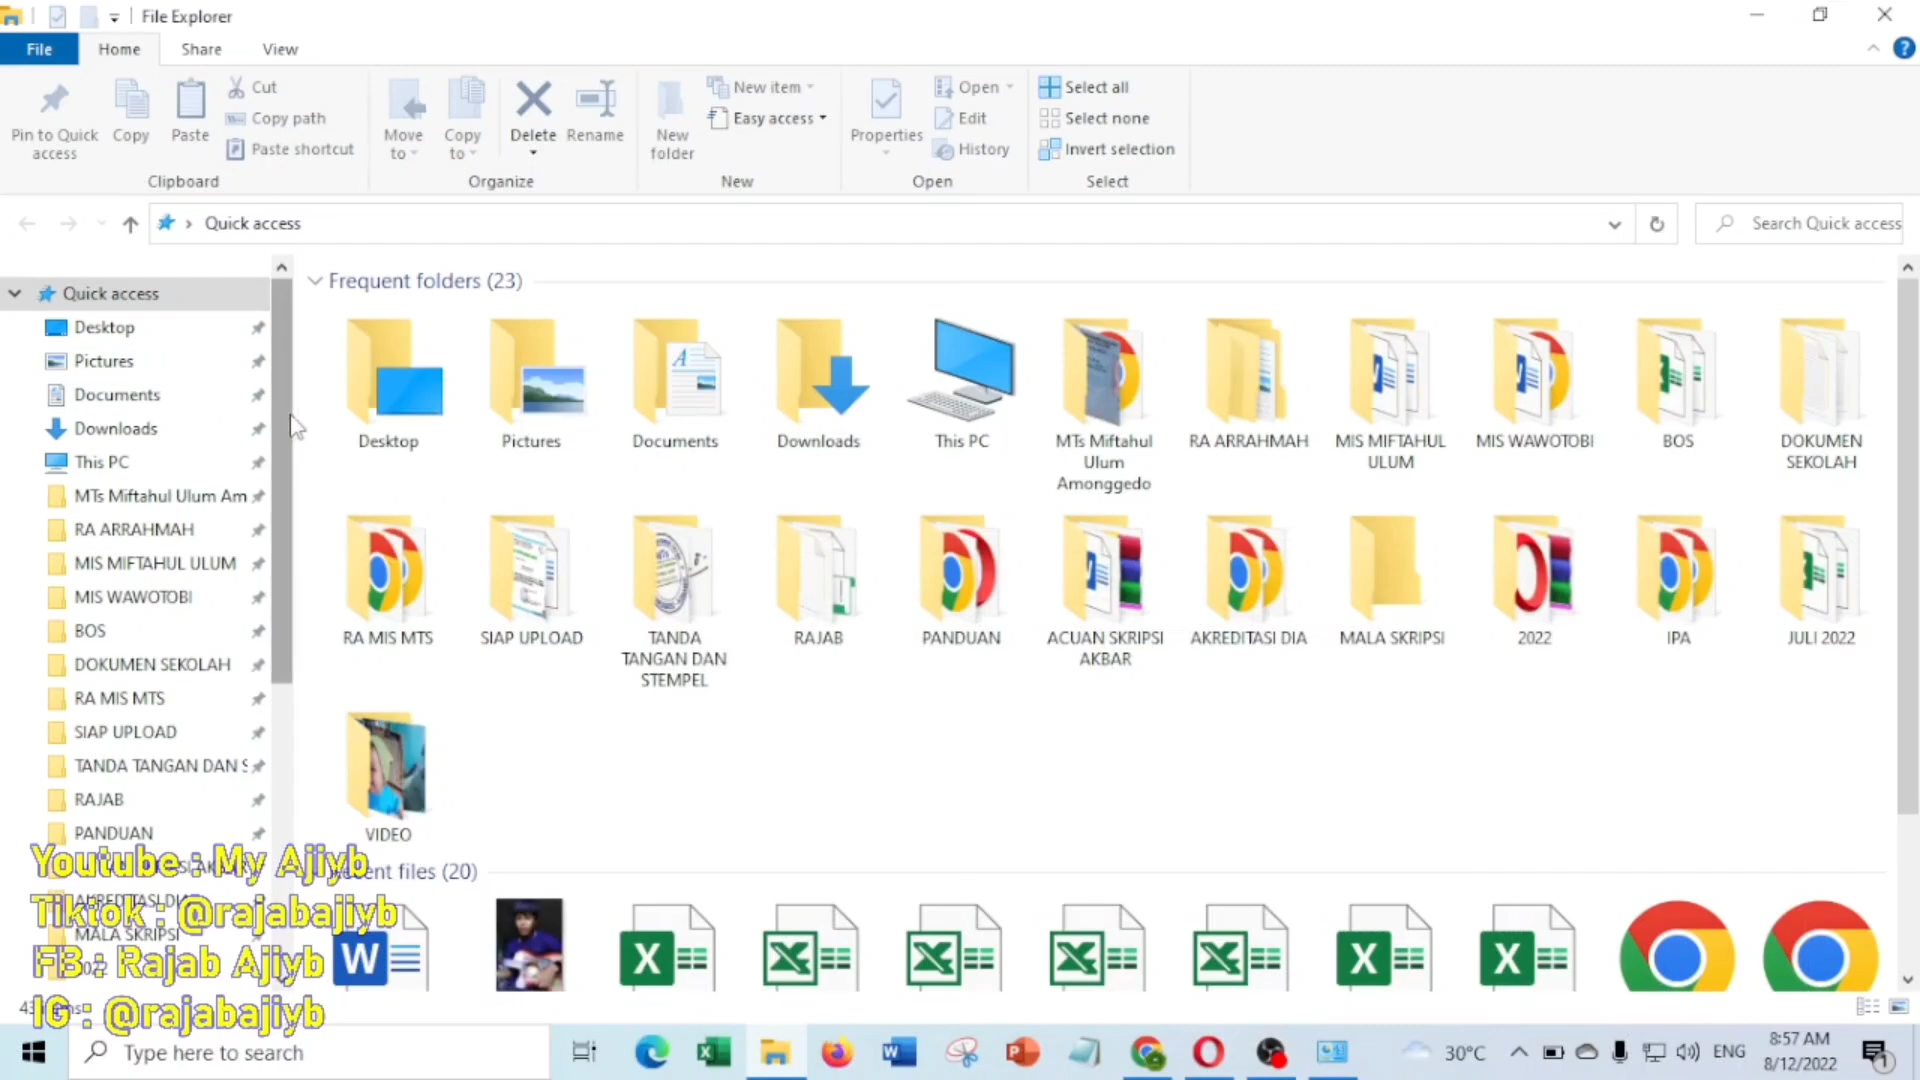 File Explorer
File Home Share View
Pin to Quick access
Copy
Paste
Cut
Copy path
Paste shortcut
Clipboard
Move to
Copy to
Delete
Rename
Organize
New folder
New item
Easy access
New
Properties
Open
Edit
History
Open
Select all
Select none
Invert selection
Select
Quick access
Search Quick access
Quick access
Desktop
Pictures
Documents
Downloads
This PC
MTs Miftahul Ulum Am
RA ARRAHMAH
MIS MIFTAHUL ULUM
MIS WAWOTOBI
BOS
DOKUMEN SEKOLAH
RA MIS MTS
SIAP UPLOAD
TANDA TANGAN DAN S
RAJAB
PANDUAN
AKREDITASI DIA
MALA SKRIPSI
Frequent folders (23)
Desktop
Pictures
Documents
Downloads
This PC
MTs Miftahul
Ulum
Amonggedo
RA ARRAHMAH
MIS MIFTAHUL
ULUM
MIS WAWOTOBI
BOS
DOKUMEN
SEKOLAH
RA MIS MTS
SIAP UPLOAD
TANDA
TANGAN DAN
STEMPEL
RAJAB
PANDUAN
ACUAN SKRIPSI
AKBAR
AKREDITASI DIA
MALA SKRIPSI
2022
IPA
JULI 2022
VIDEO
files (20)
Youtube : My Ajiyb
Tiktok : @rajabajiyb
FB : Rajab Ajiyb
IG : @rajabajiyb
Type here to search
30°C
ENG
8:57 AM
8/12/2022
1